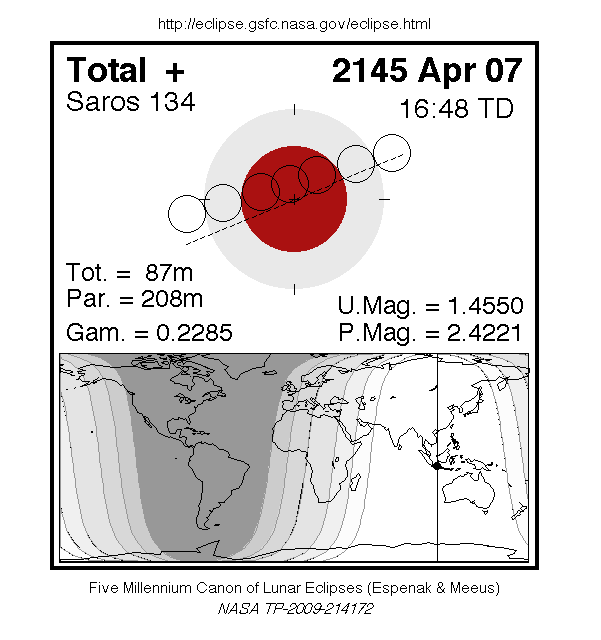 http://eclipse.gsfc.nasa.gov/eclipse.html
Total + 2145 Apr 07
Saros 134 16:48 TD
Tot. = 87m
Par. = 208m U.Mag. = 1.4550
Gam. = 0.2285 P.Mag. = 2.4221
Five Millennium Canon of Lunar Eclipses (Espenak & Meeus)
NASA TP-2009-214172